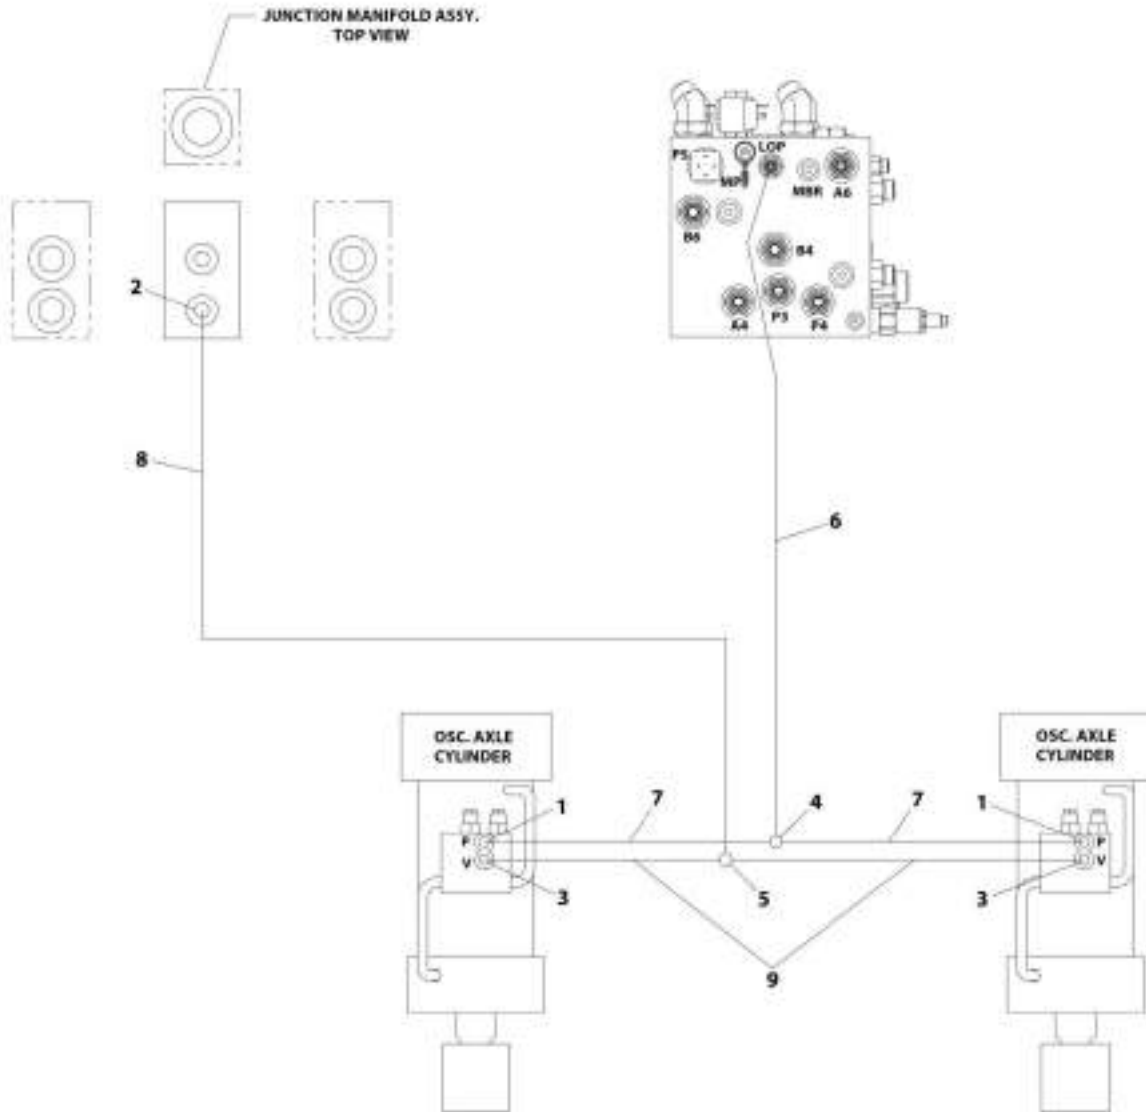 JUNCTION MANIFOLD ASSY.
TOP VIEW
PS
LOP
MP1
MBR
A6
B6
B4
2
A4
P3
P4
8
6
OSC. AXLE
CYLINDER
OSC. AXLE
CYLINDER
1
7
4
7
1
P
P
V
V
3
5
3
9